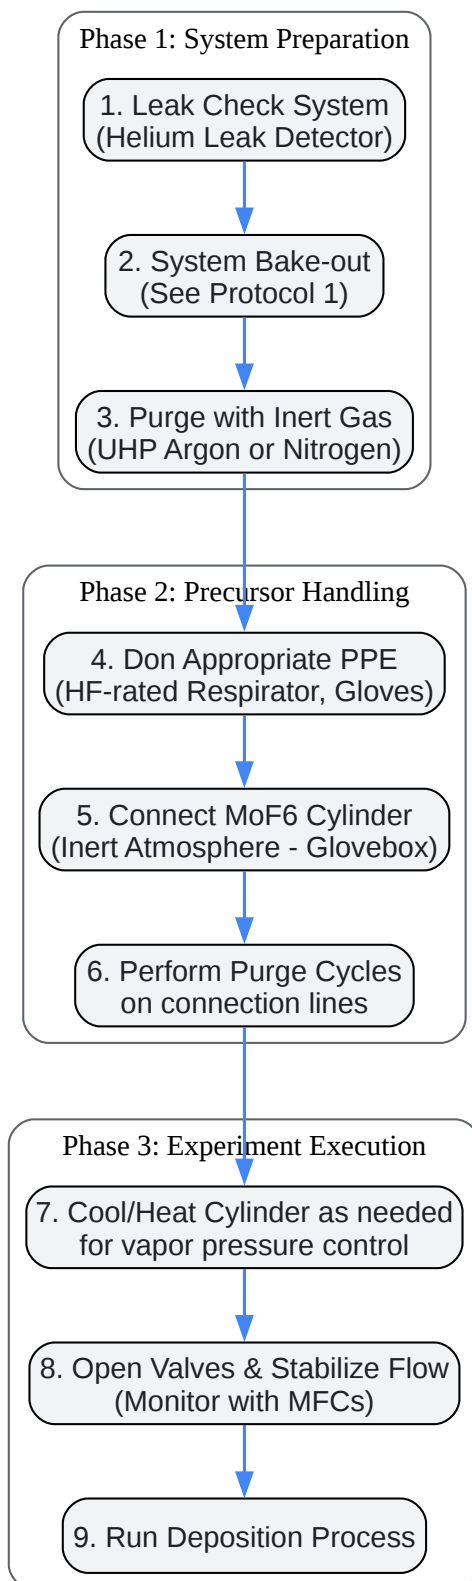 Phase 1: System Preparation
1. Leak Check System
(Helium Leak Detector)
2. System Bake-out
(See Protocol 1)
3. Purge with Inert Gas
(UHP Argon or Nitrogen)
Phase 2: Precursor Handling
4. Don Appropriate PPE
(HF-rated Respirator, Gloves)
5. Connect MoF6 Cylinder
(Inert Atmosphere - Glovebox)
6. Perform Purge Cycles
on connection lines
Phase 3: Experiment Execution
7. Cool/Heat Cylinder as needed
for vapor pressure control
8. Open Valves & Stabilize Flow
(Monitor with MFCs)
9. Run Deposition Process